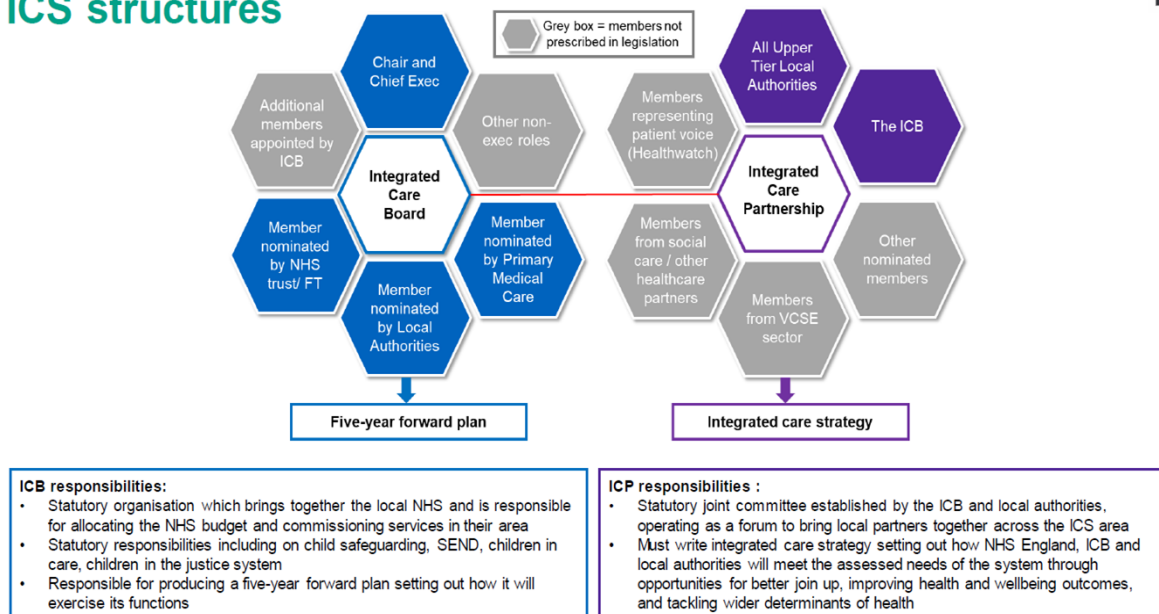 ICS structures
Grey box = members not
prescribed in legislation
Chair and
Chief Exec
Additional
members
appointed by
ICB
Other non-
exec roles
Integrated
Care
Board
Member
nominated
by NHS
trust/ FT
Member
nominated
by Local
Authorities
Member
nominated
by Primary
Medical
Care
Five-year forward plan
All Upper
Tier Local
Authorities
Members
representing
patient voice
(Healthwatch)
The ICB
Integrated
Care
Partnership
Members
from social
care / other
healthcare
partners
Members
from VCSE
sector
Other
nominated
members
Integrated care strategy
ICB responsibilities:
• Statutory organisation which brings together the local NHS and is responsible
for allocating the NHS budget and commissioning services in their area
• Statutory responsibilities including on child safeguarding, SEND, children in
care, children in the justice system
• Responsible for producing a five-year forward plan setting out how it will
exercise its functions
ICP responsibilities :
• Statutory joint committee established by the ICB and local authorities,
operating as a forum to bring local partners together across the ICS area
• Must write integrated care strategy setting out how NHS England, ICB and
local authorities will meet the assessed needs of the system through
opportunities for better join up, improving health and wellbeing outcomes,
and tackling wider determinants of health